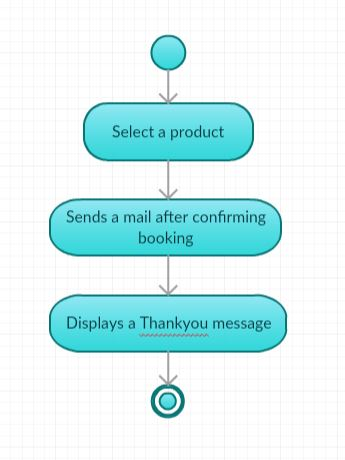 Select a product
Sends a mail after confirming
booking
Displays a Thankyou message